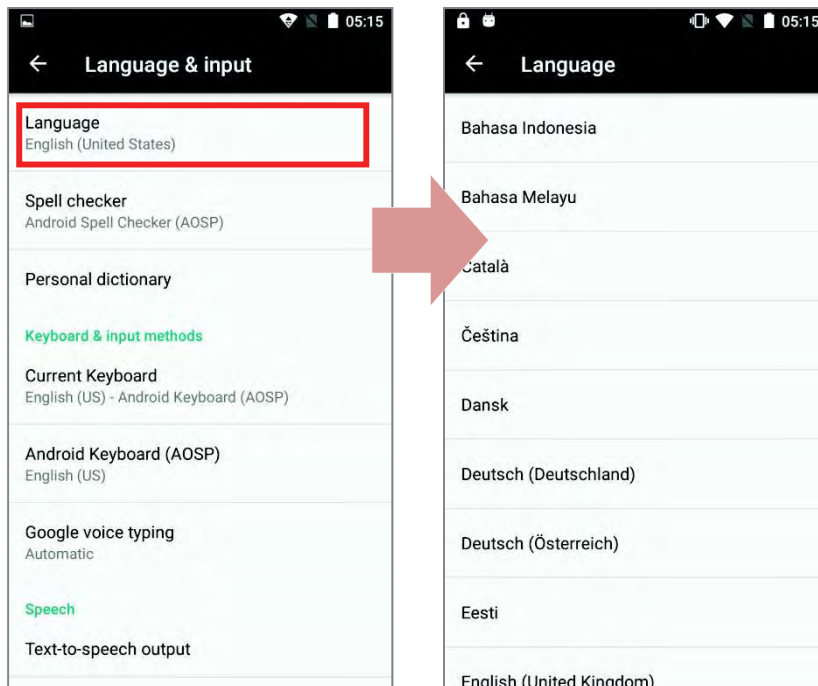 05:15
Language & input
Language
English (United States)
Spell checker
Android Spell Checker (AOSP)
Personal dictionary
Keyboard & input methods
Current Keyboard
English (US) - Android Keyboard (AOSP)
Android Keyboard (AOSP)
English (US)
Google voice typing
Automatic
Speech
Text-to-speech output
05:15
Language
Bahasa Indonesia
Bahasa Melayu
Català
Čeština
Dansk
Deutsch (Deutschland)
Deutsch (Österreich)
Eesti
English (United Kingdom)